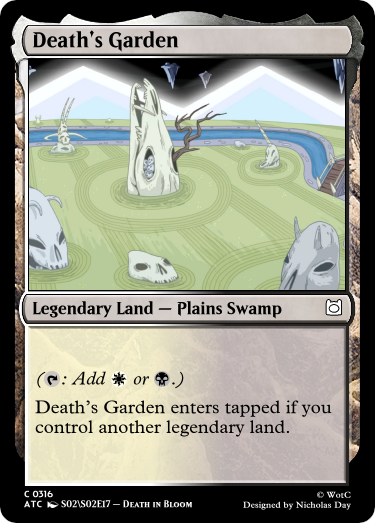 Death's Garden
Legendary Land — Plains Swamp
(: Add or .)
Death's Garden enters tapped if you
control another legendary land.
C 0316
ATC S02\S02E17 — Death in Bloom
© WotC
Designed by Nicholas Day